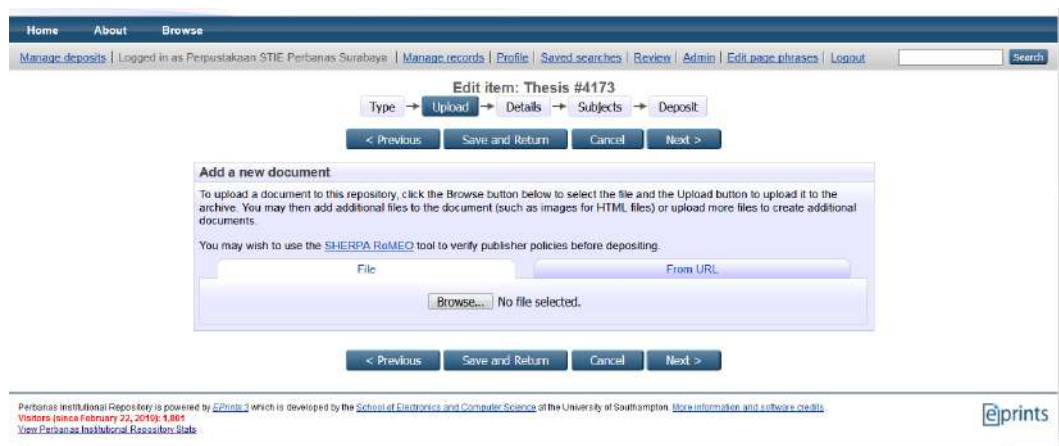 Home About Browse
Manage deposits | Logged in as Perpustakaan STIE Perbanas Surabaya | Manage records | Profile | Saved searches | Review | Admin | Edit page phrases | Logout Search
Edit item: Thesis #4173
Type → Upload → Details → Subjects → Deposit
< Previous Save and Return Cancel Next >
Add a new document
To upload a document to this repository, click the Browse button below to select the file and the Upload button to upload it to the
archive. You may then add additional files to the document (such as images for HTML files) or upload more files to create additional
documents.
You may wish to use the SHERPA RoMEO tool to verify publisher policies before depositing.
File From URL
Browse... No file selected.
< Previous Save and Return Cancel Next >
Perbanas Institutional Repository is powered by EPrints 3 which is developed by the School of Electronics and Computer Science at the University of Southampton. More information and software credits.
Visitors (since February 22, 2019): 1,801
View Perbanas Institutional Repository Stats
eprints